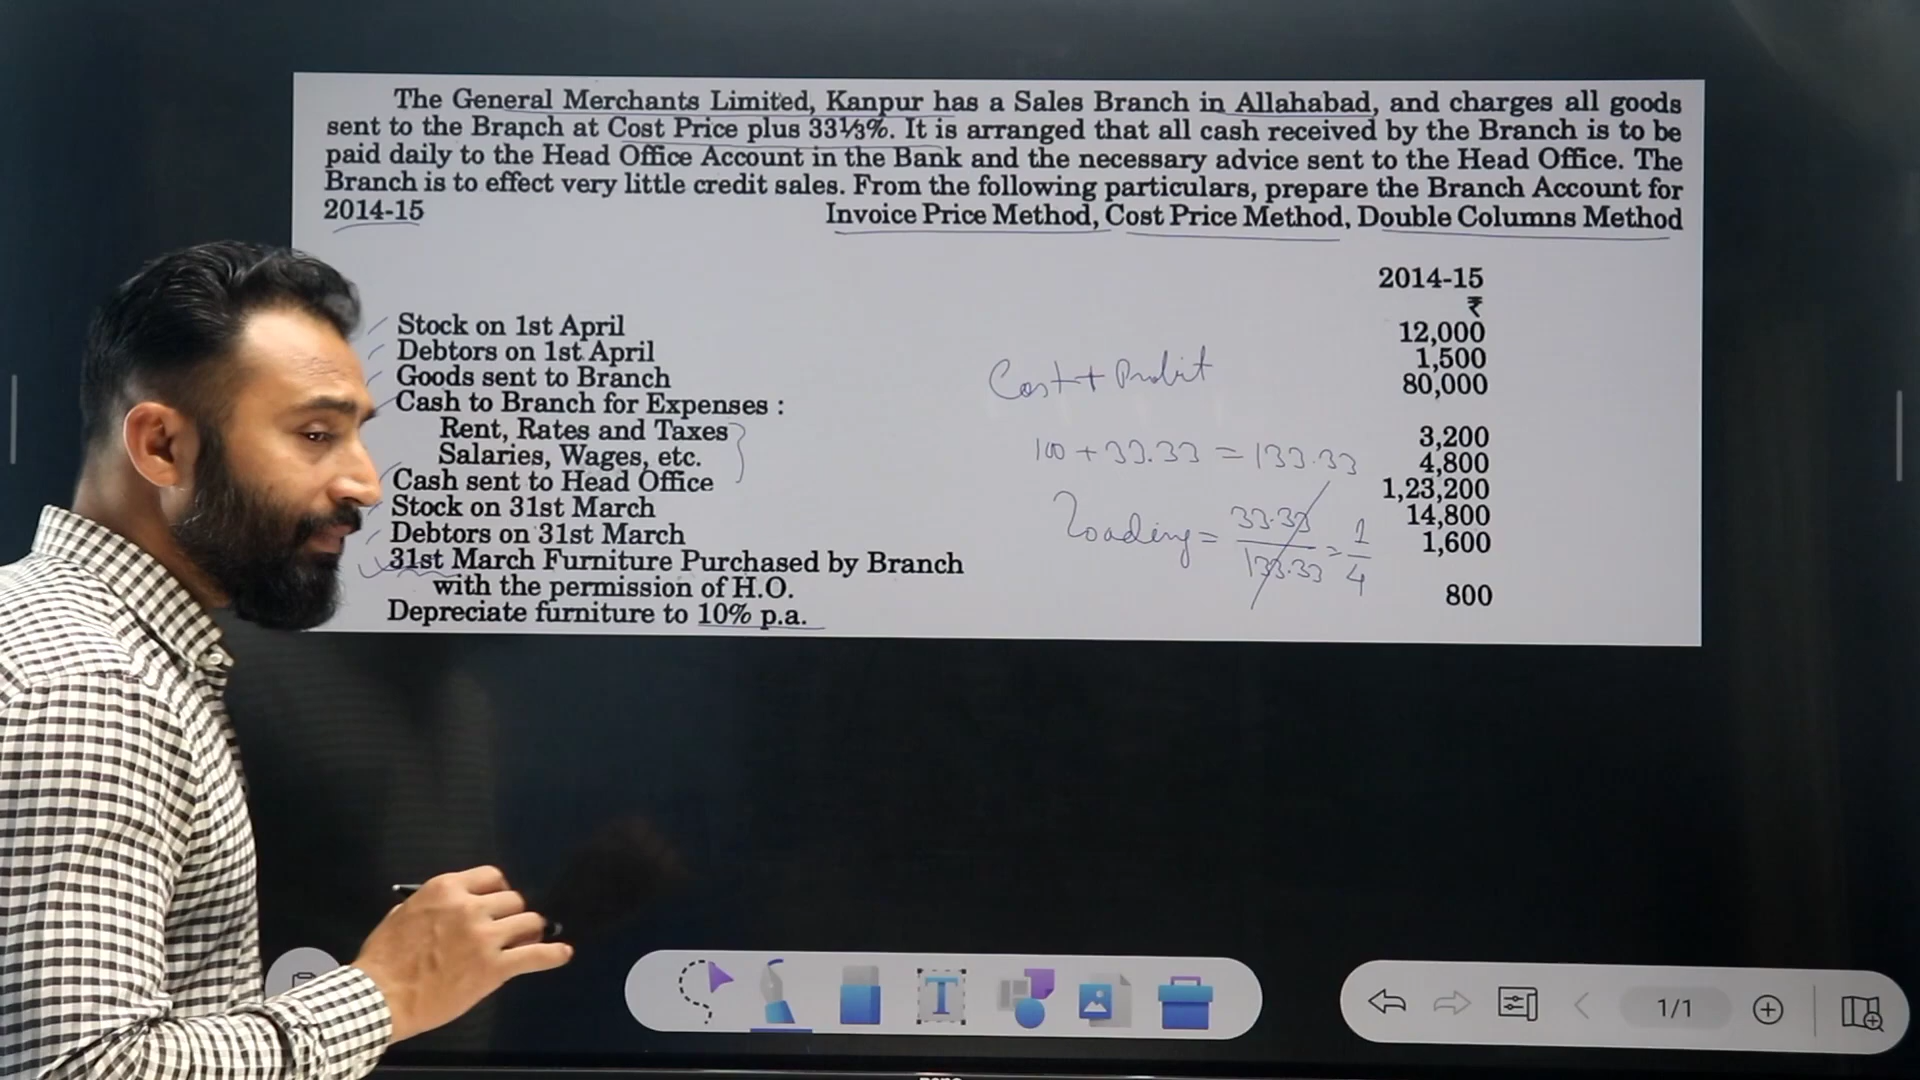 The General Merchants Limited, Kanpur has a Sales Branch in Allahabad, and charges all goods
sent to the Branch at Cost Price plus 33⅓%. It is arranged that all cash received by the Branch is to be
paid daily to the Head Office Account in the Bank and the necessary advice sent to the Head Office. The
Branch is to effect very little credit sales. From the following particulars, prepare the Branch Account for
2014-15 Invoice Price Method, Cost Price Method, Double Columns Method
2014-15
₹
Stock on 1st April 12,000
Debtors on 1st April 1,500
Goods sent to Branch 80,000
Cash to Branch for Expenses :
Rent, Rates and Taxes 3,200
Salaries, Wages, etc. 4,800
Cash sent to Head Office 1,23,200
Stock on 31st March 14,800
Debtors on 31st March 1,600
31st March Furniture Purchased by Branch
with the permission of H.O. 800
Depreciate furniture to 10% p.a.
Cost + Profit
100 + 33.33 = 133.33
Loading = 33.33 / 133.33 = 1 / 4
T
1/1